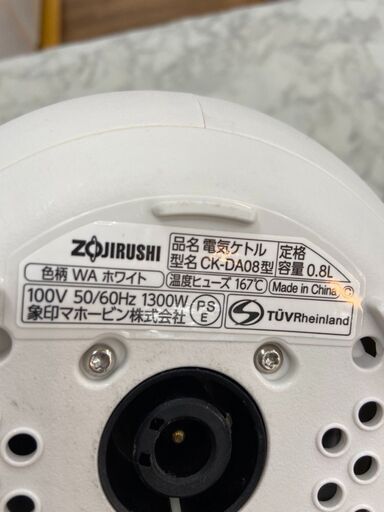 ZOJIRUSHI
品名 電気ケトル
型名 CK-DA08型
定格
容量 0.8L
色柄 WA ホワイト
温度ヒューズ 167℃
Made in China
100V 50/60Hz 1300W
象印マホービン株式会社
PS
E
TÜVRheinland